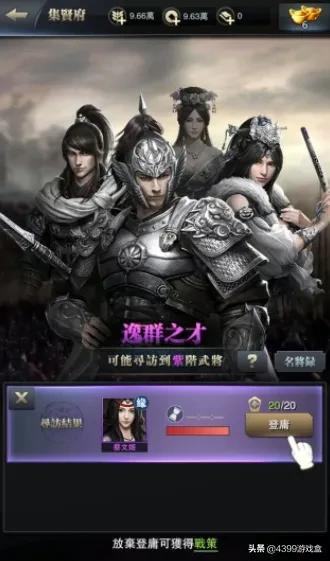 集賢府
9.66萬
9.63萬
0
6
逸群之才
可能尋訪到紫階武將
?
名將錄
尋訪結果
緣
蔡文姬
20/20
登庸
放棄登庸可獲得戰策
头条 @4399游戏盒